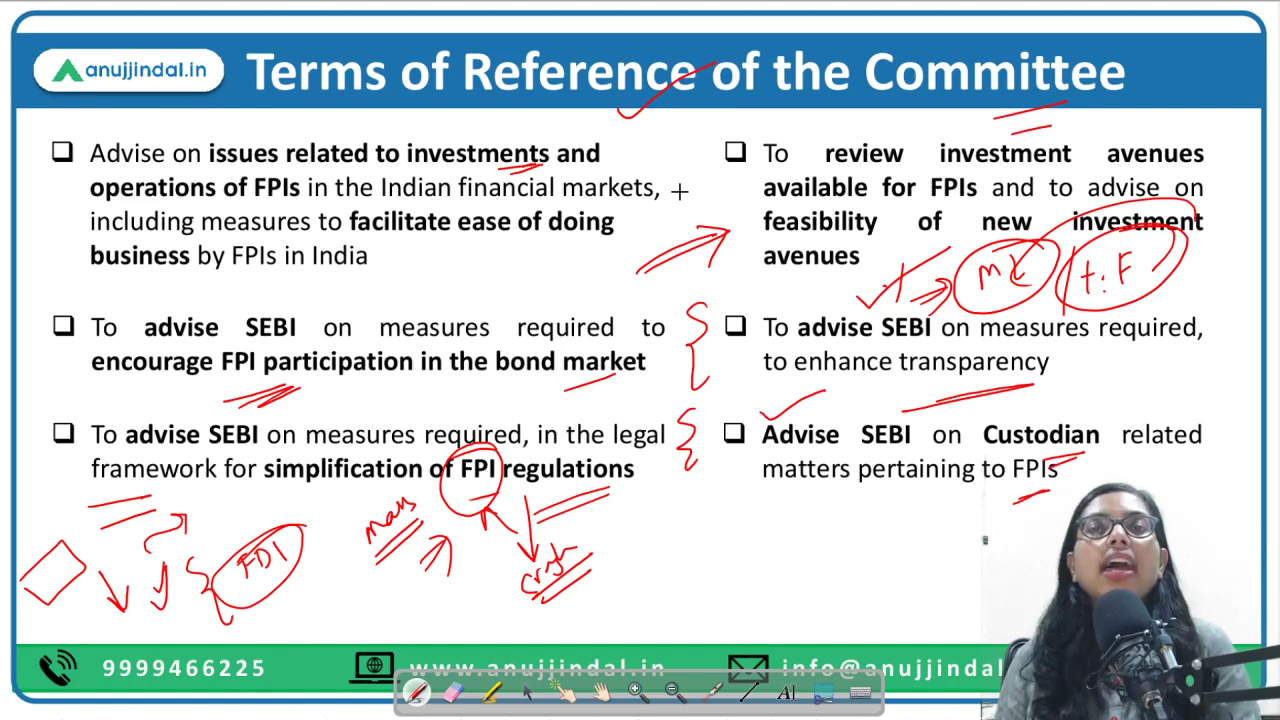 anujjindal.in
Terms of Reference of the Committee
❑ Advise on issues related to investments and
operations of FPIs in the Indian financial markets, +
including measures to facilitate ease of doing
business by FPIs in India
❑ To advise SEBI on measures required to
encourage FPI participation in the bond market
❑ To advise SEBI on measures required, in the legal
framework for simplification of FPI regulations
❑ To review investment avenues
available for FPIs and to advise on
feasibility of new investment
avenues
❑ To advise SEBI on measures required,
to enhance transparency
❑ Advise SEBI on Custodian related
matters pertaining to FPIs
t.F
FDI
9999466225
www.anujjindal.in
info@anujjindal
AI